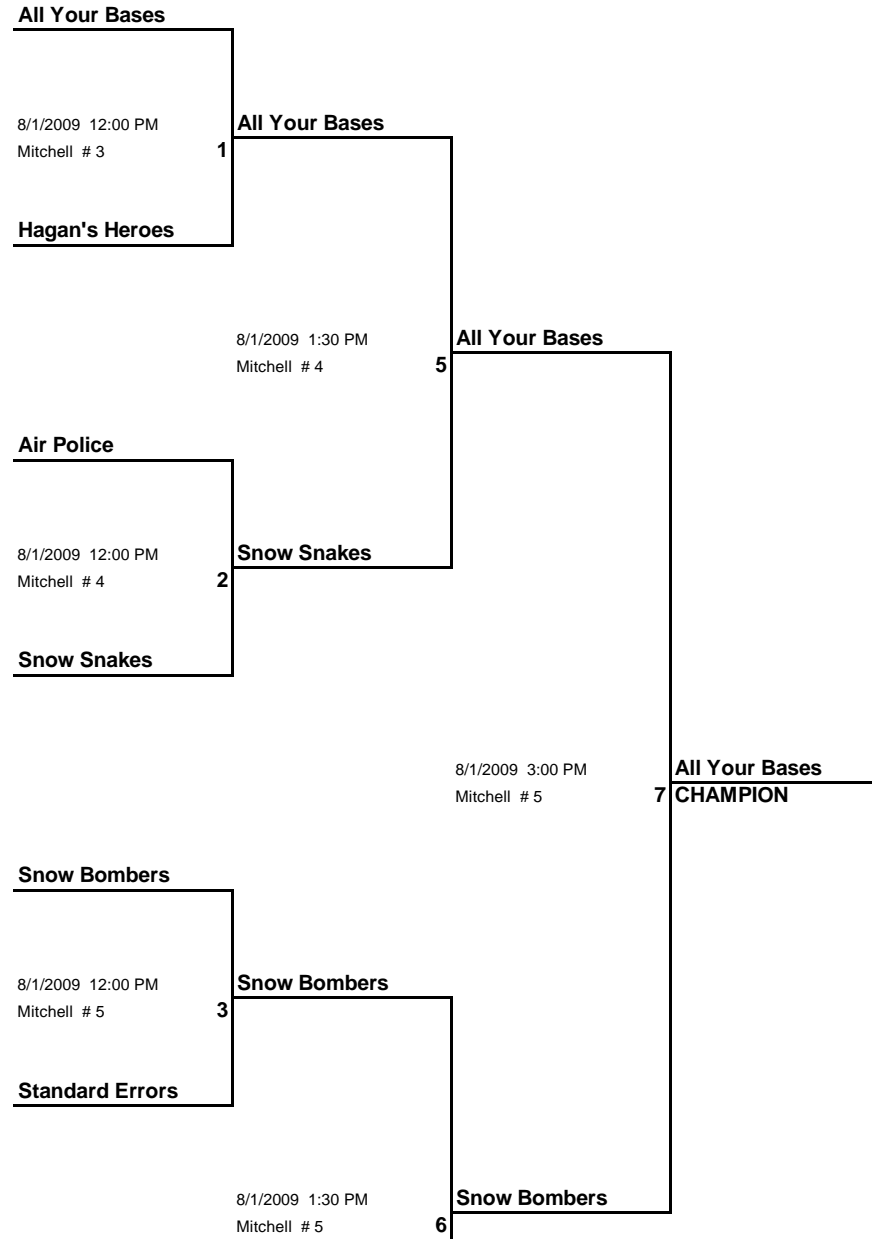 All Your Bases
8/1/2009 12:00 PM
All Your Bases
Mitchell # 3
1
Hagan's Heroes
8/1/2009 1:30 PM
All Your Bases
Mitchell # 4
5
Air Police
8/1/2009 12:00 PM
Snow Snakes
Mitchell # 4
2
Snow Snakes
8/1/2009 3:00 PM
All Your Bases
Mitchell # 5
7
CHAMPION
Snow Bombers
8/1/2009 12:00 PM
Snow Bombers
Mitchell # 5
3
Standard Errors
8/1/2009 1:30 PM
Snow Bombers
Mitchell # 5
6